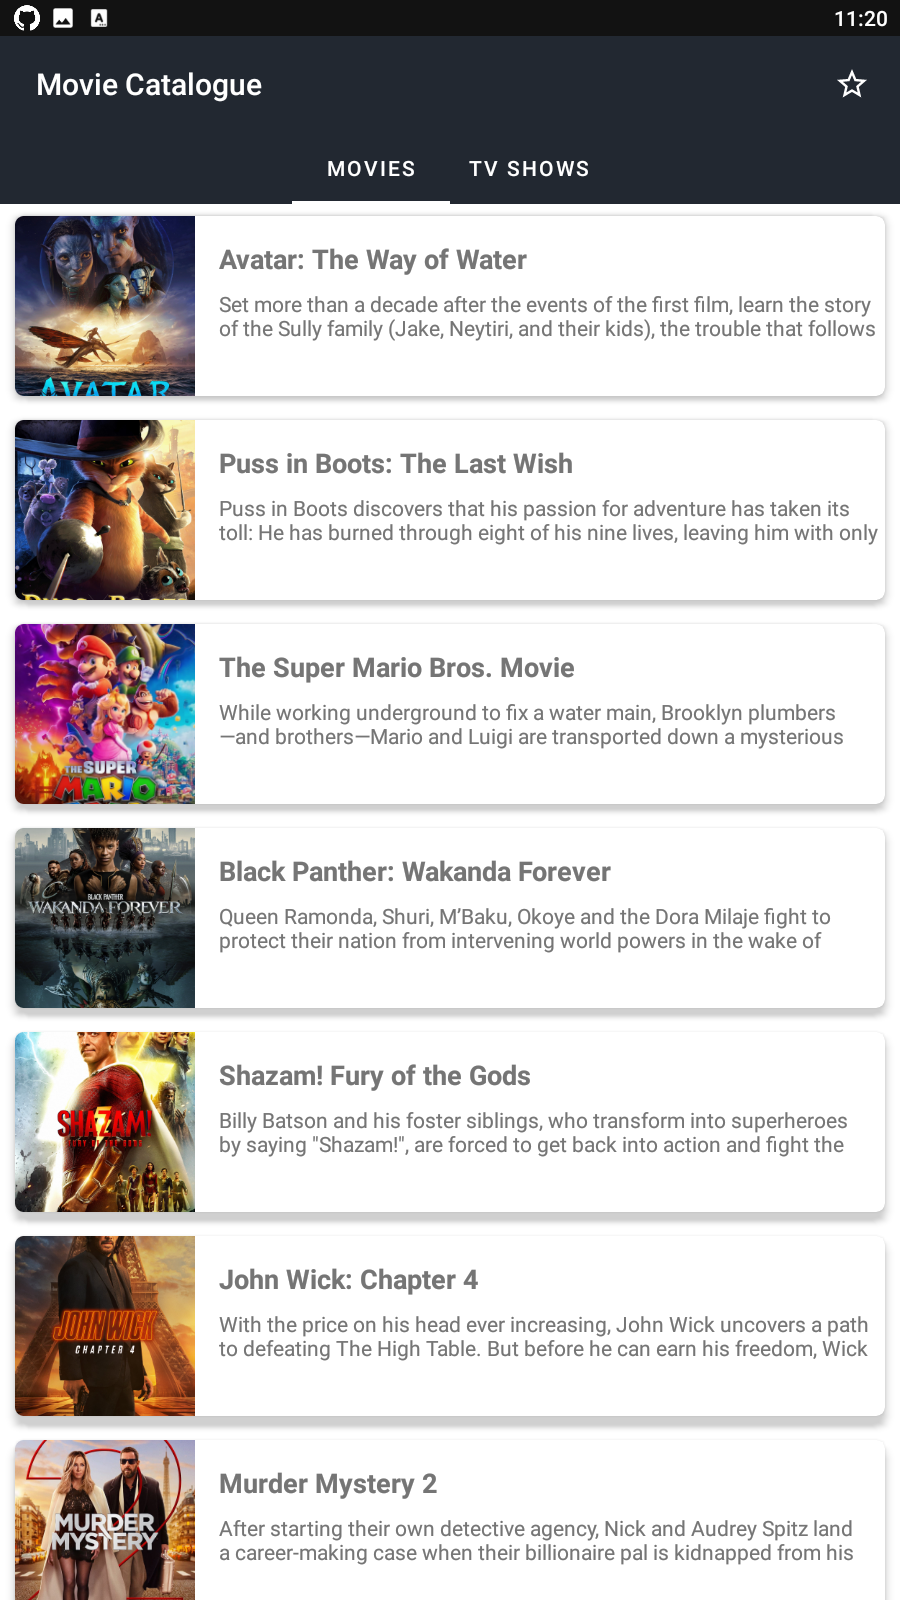 11:20
Movie Catalogue
MOVIES TV SHOWS
AVATAR
Avatar: The Way of Water
Set more than a decade after the events of the first film, learn the story
of the Sully family (Jake, Neytiri, and their kids), the trouble that follows
Puss in Boots: The Last Wish
Puss in Boots discovers that his passion for adventure has taken its
toll: He has burned through eight of his nine lives, leaving him with only
THE SUPER
MARIO
The Super Mario Bros. Movie
While working underground to fix a water main, Brooklyn plumbers
—and brothers—Mario and Luigi are transported down a mysterious
BLACK PANTHER
WAKANDA FOREVER
Black Panther: Wakanda Forever
Queen Ramonda, Shuri, M’Baku, Okoye and the Dora Milaje fight to
protect their nation from intervening world powers in the wake of
SHAZAM!
Shazam! Fury of the Gods
Billy Batson and his foster siblings, who transform into superheroes
by saying "Shazam!", are forced to get back into action and fight the
JOHN WICK
CHAPTER 4
John Wick: Chapter 4
With the price on his head ever increasing, John Wick uncovers a path
to defeating The High Table. But before he can earn his freedom, Wick
MURDER
MYSTERY
2
Murder Mystery 2
After starting their own detective agency, Nick and Audrey Spitz land
a career-making case when their billionaire pal is kidnapped from his